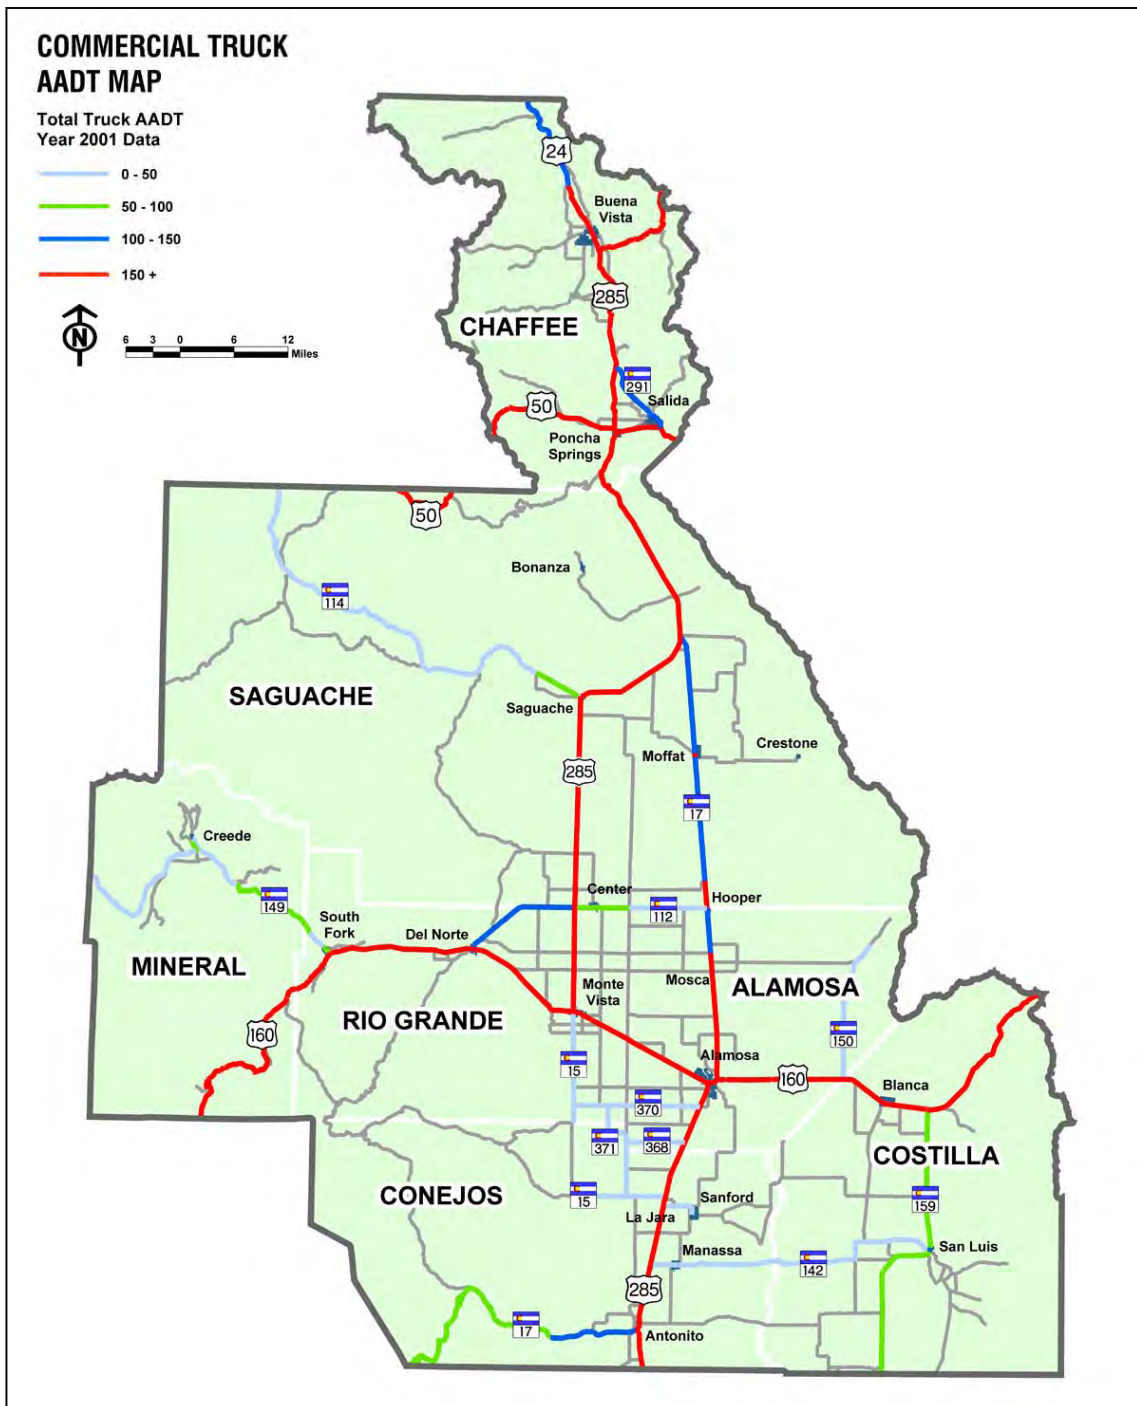 COMMERCIAL TRUCK
AADT MAP
Total Truck AADT
Year 2001 Data
0 - 50
50 - 100
100 - 150
150 +
N
6 3 0 6 12
Miles
24
Buena
Vista
285
CHAFFEE
291
Salida
50
Poncha
Springs
50
Bonanza
114
SAGUACHE
Saguache
285
Moffat
Crestone
17
Creede
149
Center
112
Hooper
South
Fork
Del Norte
MINERAL
Monte
Vista
Mosca
ALAMOSA
RIO GRANDE
160
150
15
Alamosa
160
Blanca
370
371
368
COSTILLA
CONEJOS
15
Sanford
La Jara
159
Manassa
142
San Luis
285
17
Antonito